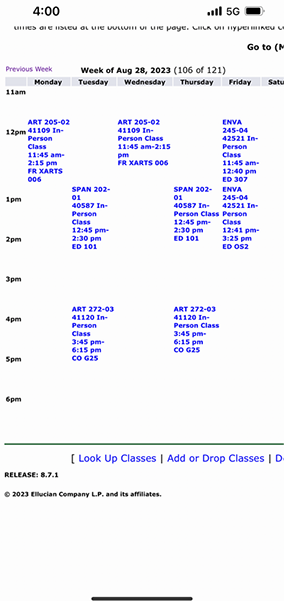 4:00
5G
times are listed at the bottom of the page. Click on hyperlinked c
Go to (M
Previous Week
Week of Aug 28, 2023 (106 of 121)
Monday Tuesday Wednesday Thursday Friday Satu
11am
12pm
ART 205-02
41109 In-
Person
Class
11:45 am-
2:15 pm
FR XARTS
006
ART 205-02
41109 In-
Person Class
11:45 am-2:15
pm
FR XARTS 006
ENVA
245-04
42521 In-
Person
Class
11:45 am-
12:40 pm
ED 307
1pm
SPAN 202-
01
40587 In-
Person
Class
12:45 pm-
2:30 pm
ED 101
SPAN 202-
01
40587 In-
Person Class
12:45 pm-
2:30 pm
ED 101
ENVA
245-04
42521 In-
Person
Class
12:41 pm-
3:25 pm
ED OS2
2pm
3pm
4pm
ART 272-03
41120 In-
Person
Class
3:45 pm-
6:15 pm
CO G25
ART 272-03
41120 In-
Person Class
3:45 pm-
6:15 pm
CO G25
5pm
6pm
[ Look Up Classes | Add or Drop Classes | D
RELEASE: 8.7.1
© 2023 Ellucian Company L.P. and its affiliates.